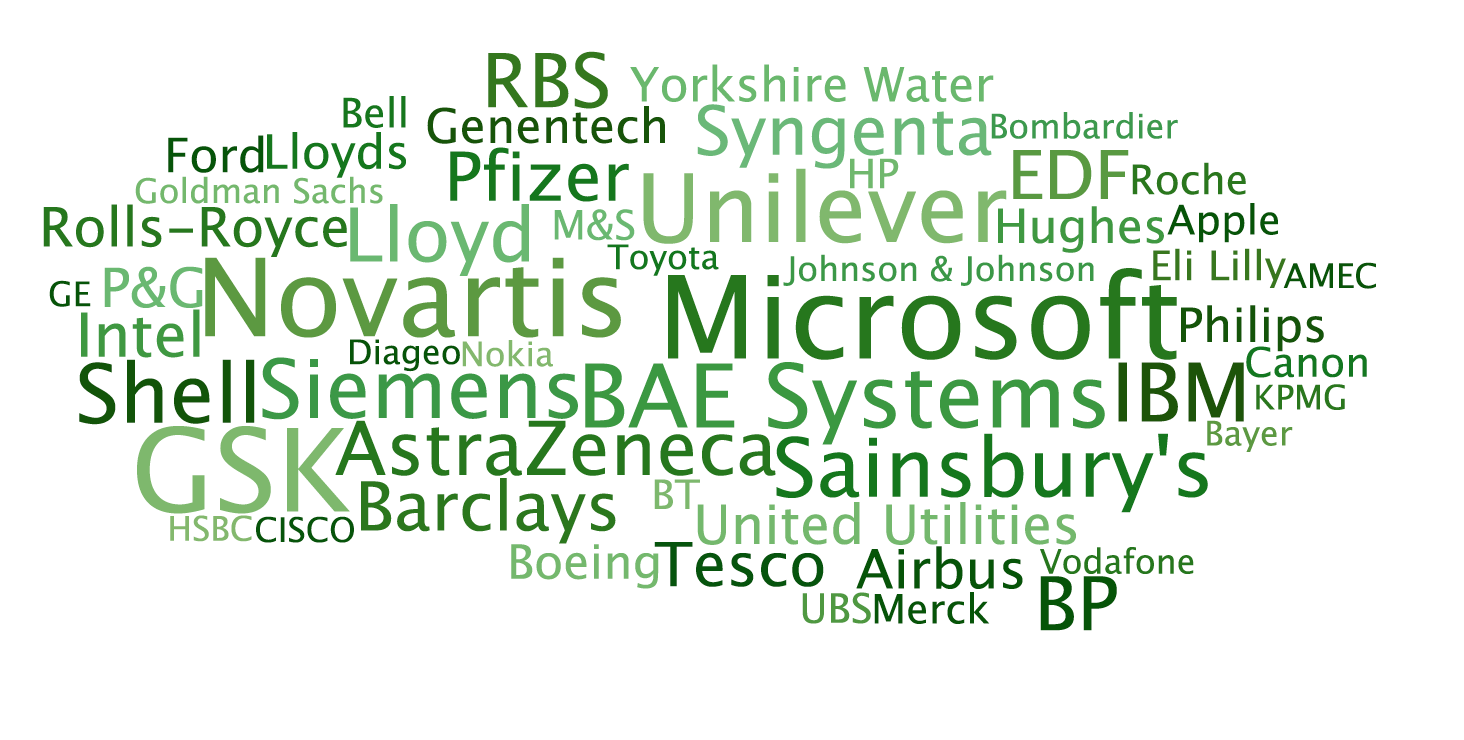 RBS
Yorkshire Water
Bell
Genentech
Syngenta
Bombardier
Ford
Lloyds
Pfizer
HP
EDF
Roche
Goldman Sachs
Unilever
Rolls-Royce
Lloyd
M&S
Hughes
Apple
Toyota
Johnson & Johnson
Eli Lilly
AMEC
GE
P&G
Novartis
Microsoft
Intel
Philips
Diageo
Nokia
Canon
Shell
Siemens
BAE Systems
IBM
KPMG
Bayer
GSK
AstraZeneca
Sainsbury's
Barclays
BT
HSBC
CISCO
United Utilities
Boeing
Tesco
Airbus
Vodafone
UBS
Merck
BP